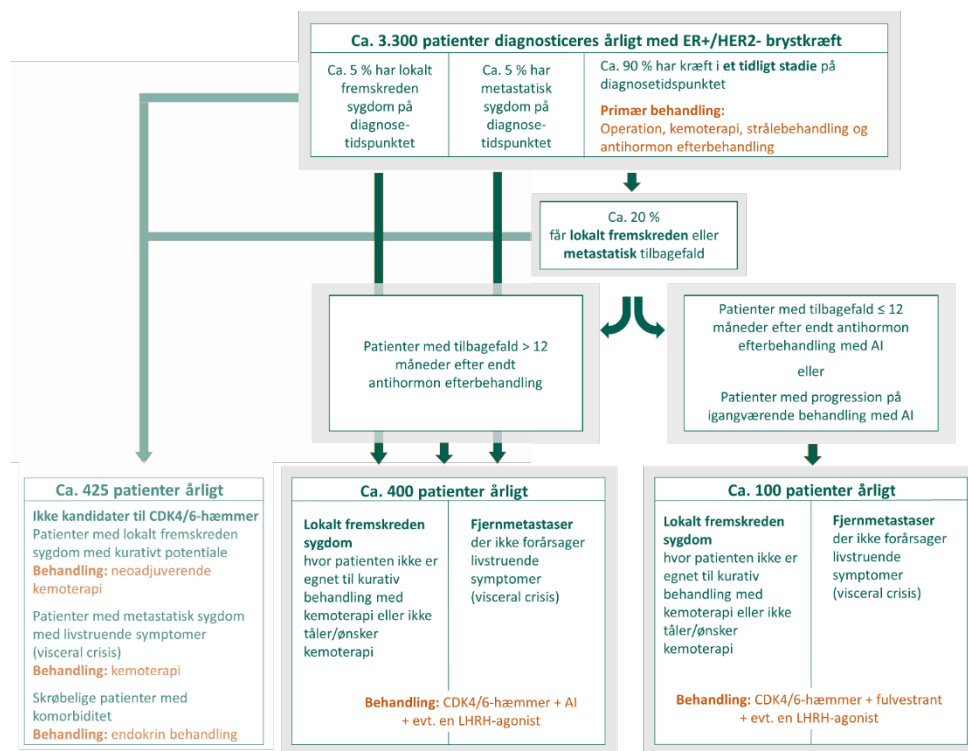 Ca. 3.300 patienter diagnosticeres årligt med ER+/HER2- brystkræft
Ca. 5 % har lokalt
fremskreden
sygdom på
diagnose-
tidspunktet
Ca. 5 % har
metastatisk
sygdom på
diagnose-
tidspunktet
Ca. 90 % har kræft i et tidligt stadie på
diagnosetidspunktet
Primær behandling:
Operation, kemoterapi, strålebehandling og
antihormon efterbehandling
Ca. 20 %
får lokalt fremskreden eller
metastatisk tilbagefald
Patienter med tilbagefald > 12
måneder efter endt
antihormon efterbehandling
Patienter med tilbagefald ≤ 12
måneder efter endt antihormon
efterbehandling med AI
eller
Patienter med progression på
igangværende behandling med AI
Ca. 425 patienter årligt
Ikke kandidater til CDK4/6-hæmmer
Patienter med lokalt fremskreden
sygdom med kurativt potentiale
Behandling: neoadjuverende
kemoterapi
Patienter med metastatisk sygdom
med livstruende symptomer
(visceral crisis)
Behandling: kemoterapi
Skrøbelige patienter med
komorbiditet
Behandling: endokrin behandling
Ca. 400 patienter årligt
Lokalt fremskreden
sygdom
hvor patienten ikke er
egnet til kurativ
behandling med
kemoterapi eller ikke
tåler/ønsker
kemoterapi
Fjernmetastaser
der ikke forårsager
livstruende
symptomer
(visceral crisis)
Behandling: CDK4/6-hæmmer + AI
+ evt. en LHRH-agonist
Ca. 100 patienter årligt
Lokalt fremskreden
sygdom
hvor patienten ikke er
egnet til kurativ
behandling med
kemoterapi eller ikke
tåler/ønsker
kemoterapi
Fjernmetastaser
der ikke forårsager
livstruende
symptomer
(visceral crisis)
Behandling: CDK4/6-hæmmer + fulvestrant
+ evt. en LHRH-agonist